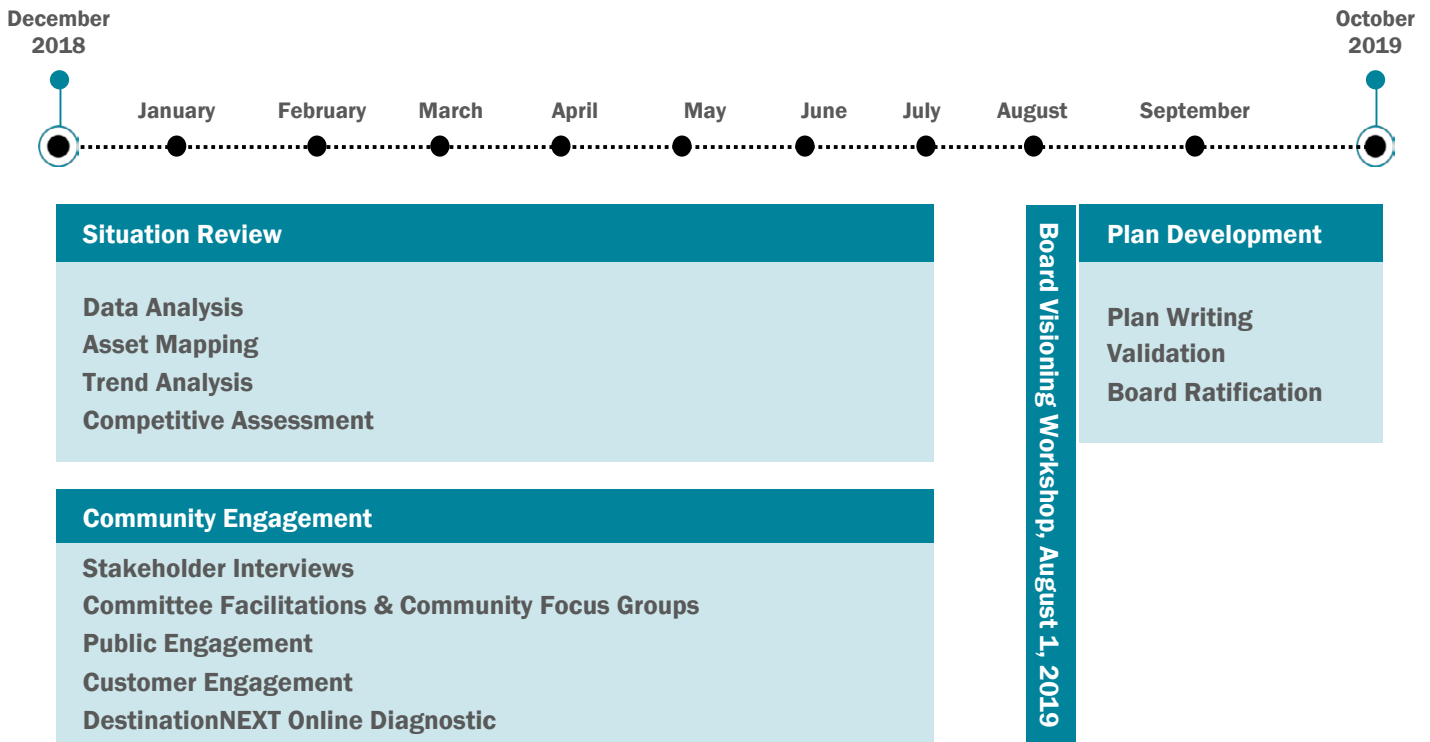 December
2018
October
2019
January
February
March
April
May
June
July
August
September
Situation Review
Data Analysis
Asset Mapping
Trend Analysis
Competitive Assessment
Community Engagement
Stakeholder Interviews
Committee Facilitations & Community Focus Groups
Public Engagement
Customer Engagement
DestinationNEXT Online Diagnostic
Board Visioning Workshop, August 1, 2019
Plan Development
Plan Writing
Validation
Board Ratification